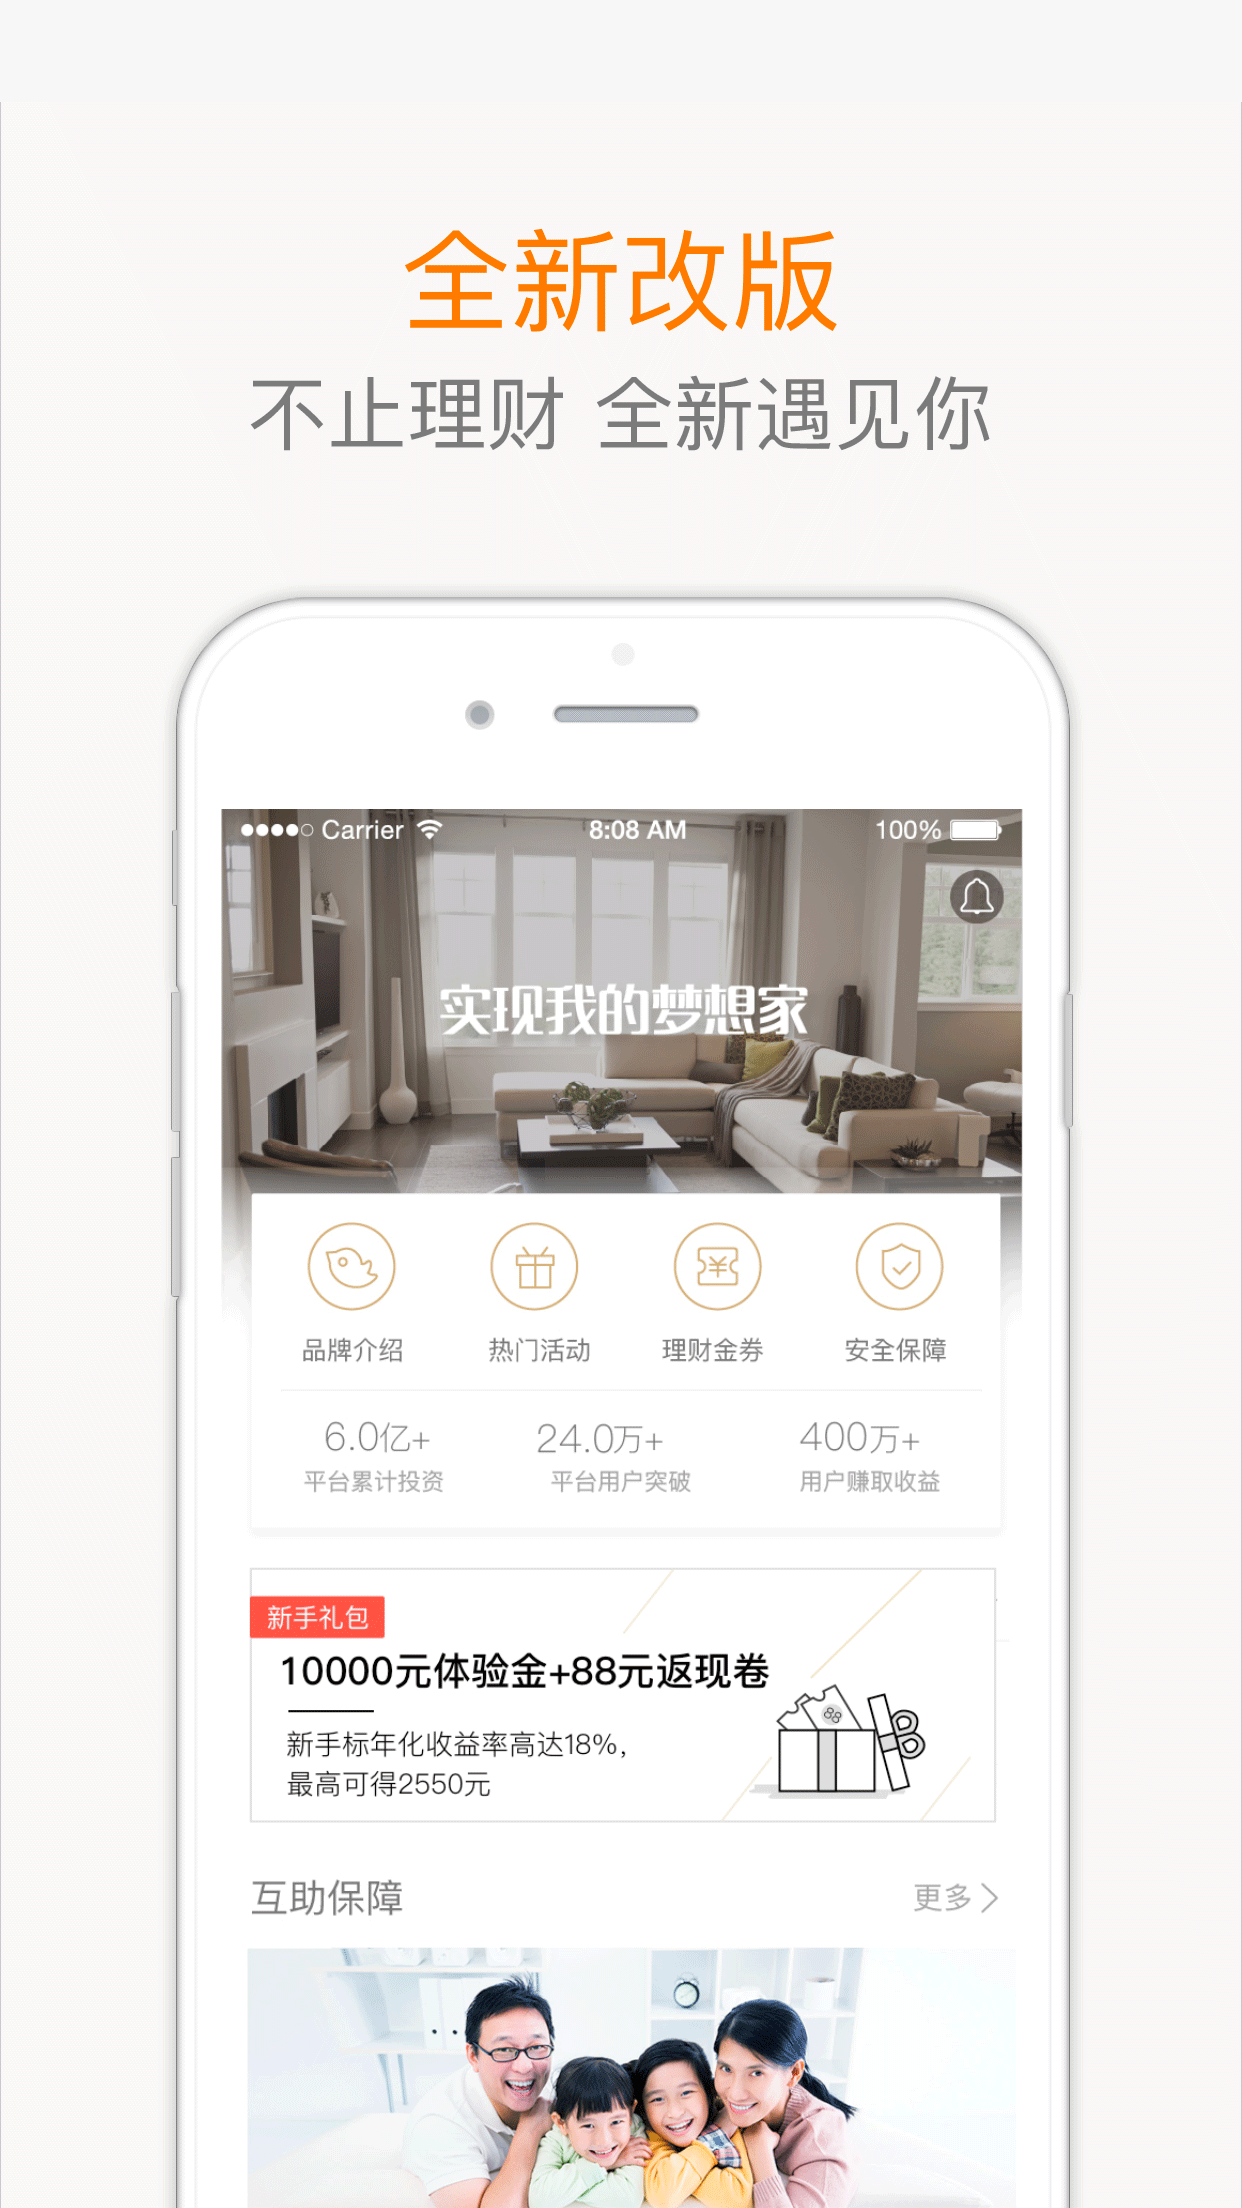 全新改版
不止理财 全新遇见你
Carrier 8:08 AM 100%
实现我的梦想家
品牌介绍 热门活动 理财金券 安全保障
6.0亿+ 24.0万+ 400万+
平台累计投资 平台用户突破 用户赚取收益
新手礼包
10000元体验金+88元返现卷
88
新手标年化收益率高达18%,
最高可得2550元
互助保障 更多